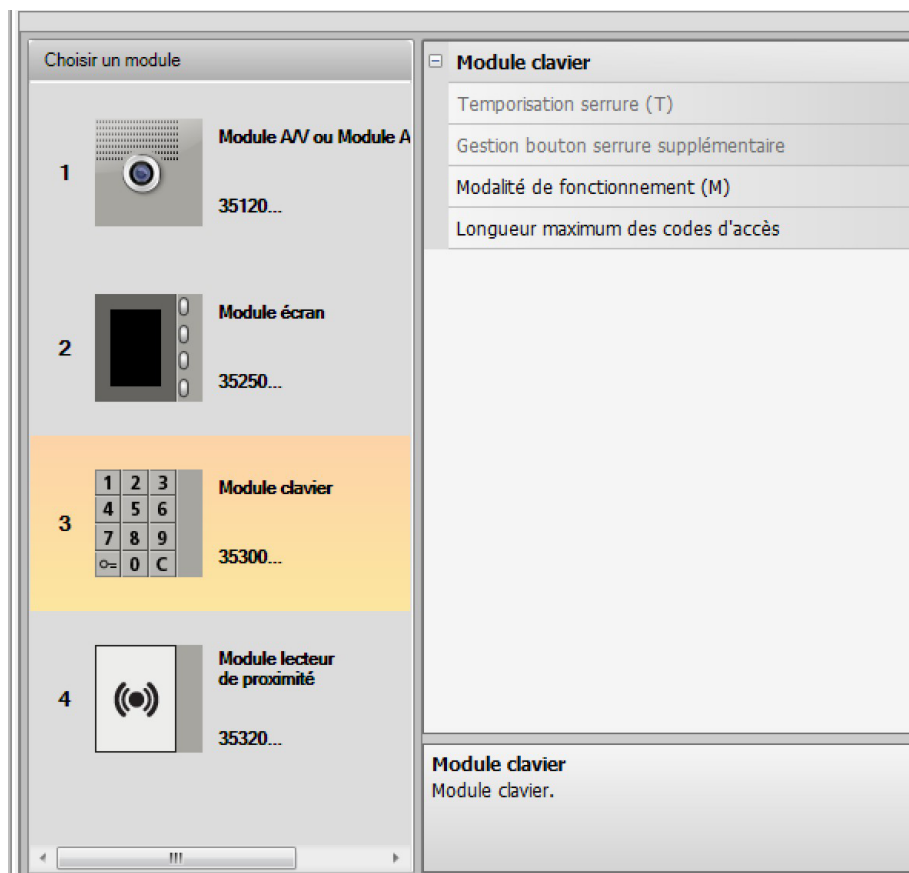 Choisir un module
1
Module A/V ou Module A
35120...
2
Module écran
35250...
3
1 2 3
4 5 6
7 8 9
0 C
Module clavier
35300...
4
Module lecteur
de proximité
35320...
Module clavier
Temporisation serrure (T)
Gestion bouton serrure supplémentaire
Modalité de fonctionnement (M)
Longueur maximum des codes d'accès
Module clavier
Module clavier.